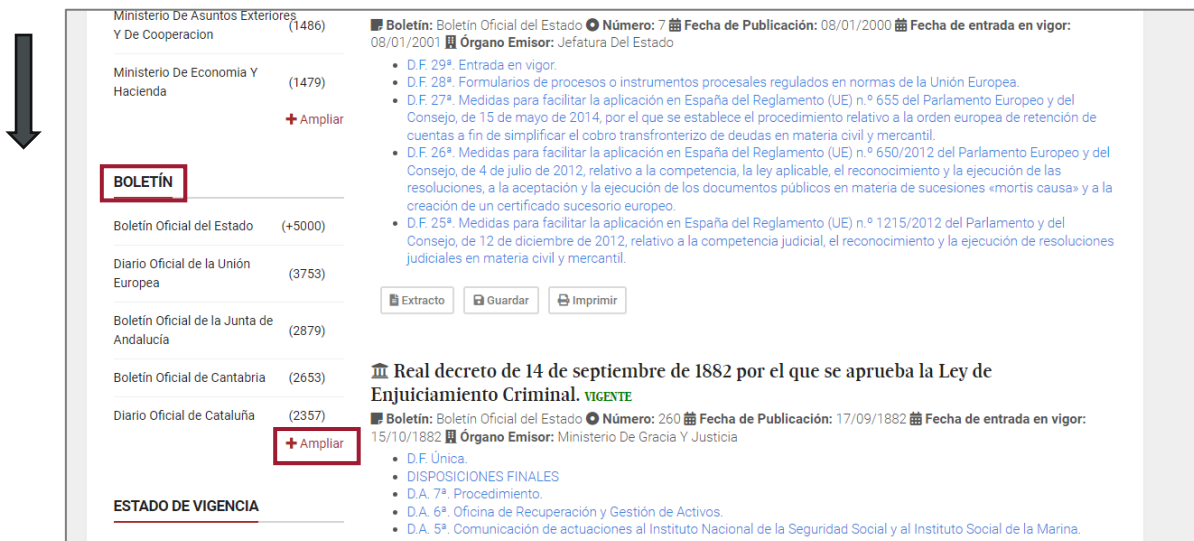 Ministerio De Asuntos Exteriores
Y De Cooperacion
(1486)
Ministerio De Economia Y
Hacienda
(1479)
+ Ampliar
BOLETÍN
Boletín Oficial del Estado (+5000)
Diario Oficial de la Unión
Europea
(3753)
Boletín Oficial de la Junta de
Andalucía
(2879)
Boletín Oficial de Cantabria (2653)
Diario Oficial de Cataluña (2357)
+ Ampliar
ESTADO DE VIGENCIA
Boletín: Boletín Oficial del Estado Número: 7 Fecha de Publicación: 08/01/2000 Fecha de entrada en vigor:
08/01/2001 Órgano Emisor: Jefatura Del Estado
• D.F. 29ª. Entrada en vigor.
• D.F. 28ª. Formularios de procesos o instrumentos procesales regulados en normas de la Unión Europea.
• D.F. 27ª. Medidas para facilitar la aplicación en España del Reglamento (UE) n.º 655 del Parlamento Europeo y del
Consejo, de 15 de mayo de 2014, por el que se establece el procedimiento relativo a la orden europea de retención de
cuentas a fin de simplificar el cobro transfronterizo de deudas en materia civil y mercantil.
• D.F. 26ª. Medidas para facilitar la aplicación en España del Reglamento (UE) n.º 650/2012 del Parlamento Europeo y del
Consejo, de 4 de julio de 2012, relativo a la competencia, la ley aplicable, el reconocimiento y la ejecución de las
resoluciones, a la aceptación y la ejecución de los documentos públicos en materia de sucesiones «mortis causa» y a la
creación de un certificado sucesorio europeo.
• D.F. 25ª. Medidas para facilitar la aplicación en España del Reglamento (UE) n.º 1215/2012 del Parlamento y del
Consejo, de 12 de diciembre de 2012, relativo a la competencia judicial, el reconocimiento y la ejecución de resoluciones
judiciales en materia civil y mercantil.
Extracto Guardar Imprimir
Real decreto de 14 de septiembre de 1882 por el que se aprueba la Ley de
Enjuiciamiento Criminal. VIGENTE
Boletín: Boletín Oficial del Estado Número: 260 Fecha de Publicación: 17/09/1882 Fecha de entrada en vigor:
15/10/1882 Órgano Emisor: Ministerio De Gracia Y Justicia
• D.F. Única.
• DISPOSICIONES FINALES
• D.A. 7ª. Procedimiento.
• D.A. 6ª. Oficina de Recuperación y Gestión de Activos.
• D.A. 5ª. Comunicación de actuaciones al Instituto Nacional de la Seguridad Social y al Instituto Social de la Marina.